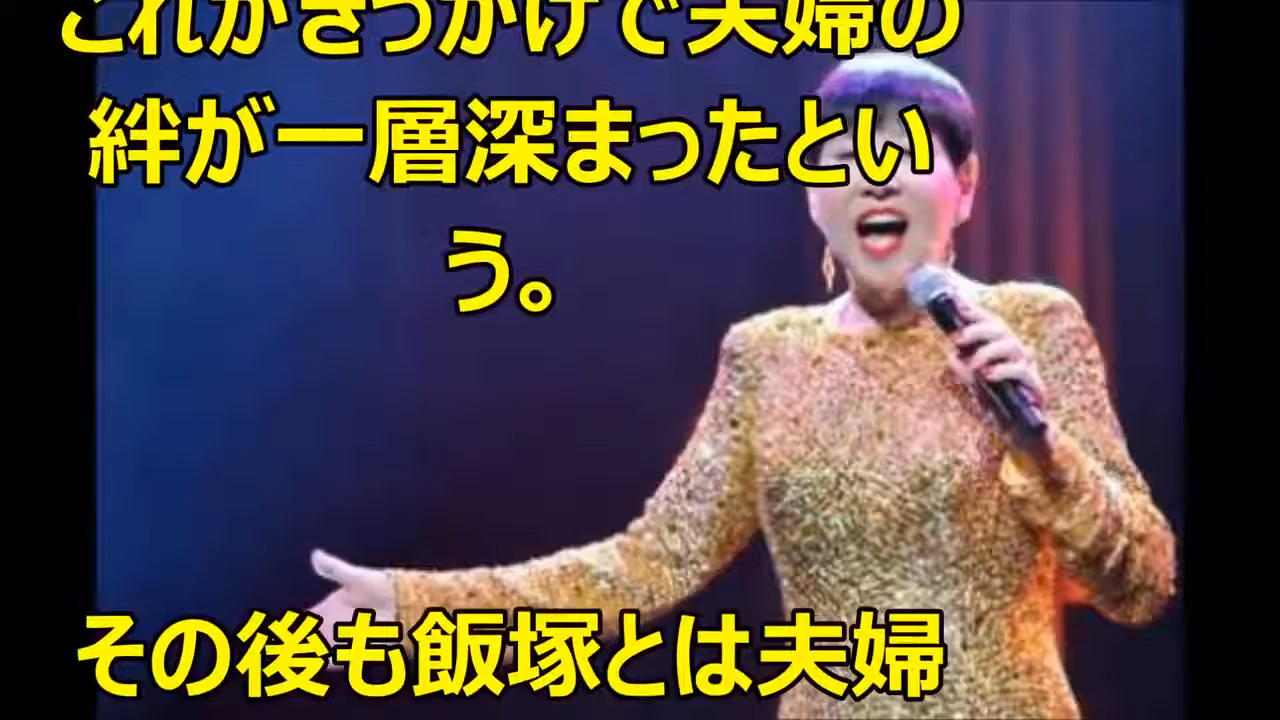 これがきっかけで夫婦の
絆が一層深まったとい
う。
その後も飯塚とは夫婦